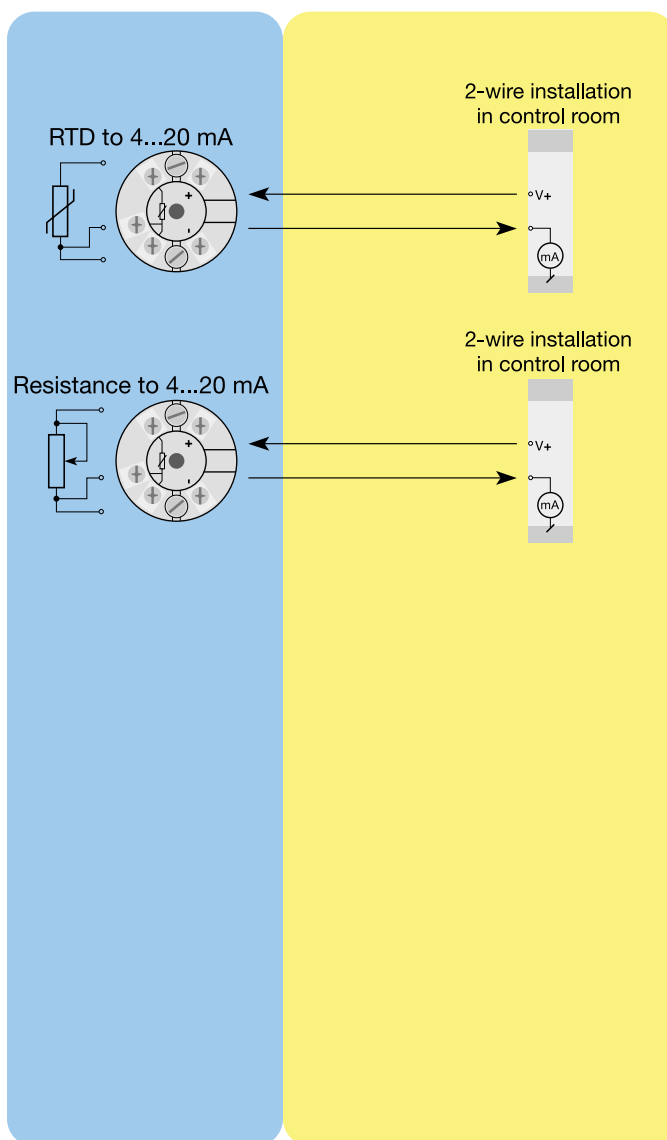 2-wire installation
in control room
RTD to 4...20 mA
+
-
V+
mA
2-wire installation
in control room
Resistance to 4...20 mA
+
-
V+
mA